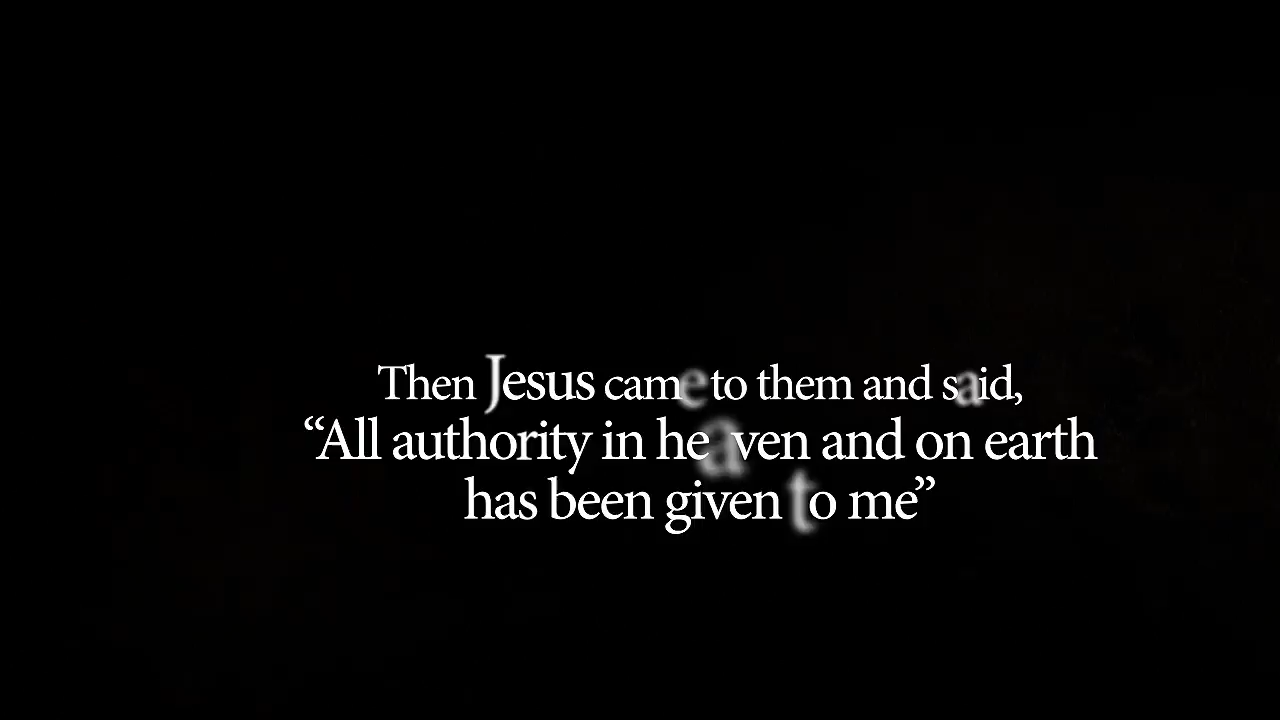 Then Jesus came to them and said,
“All authority in heaven and on earth
has been given to me”